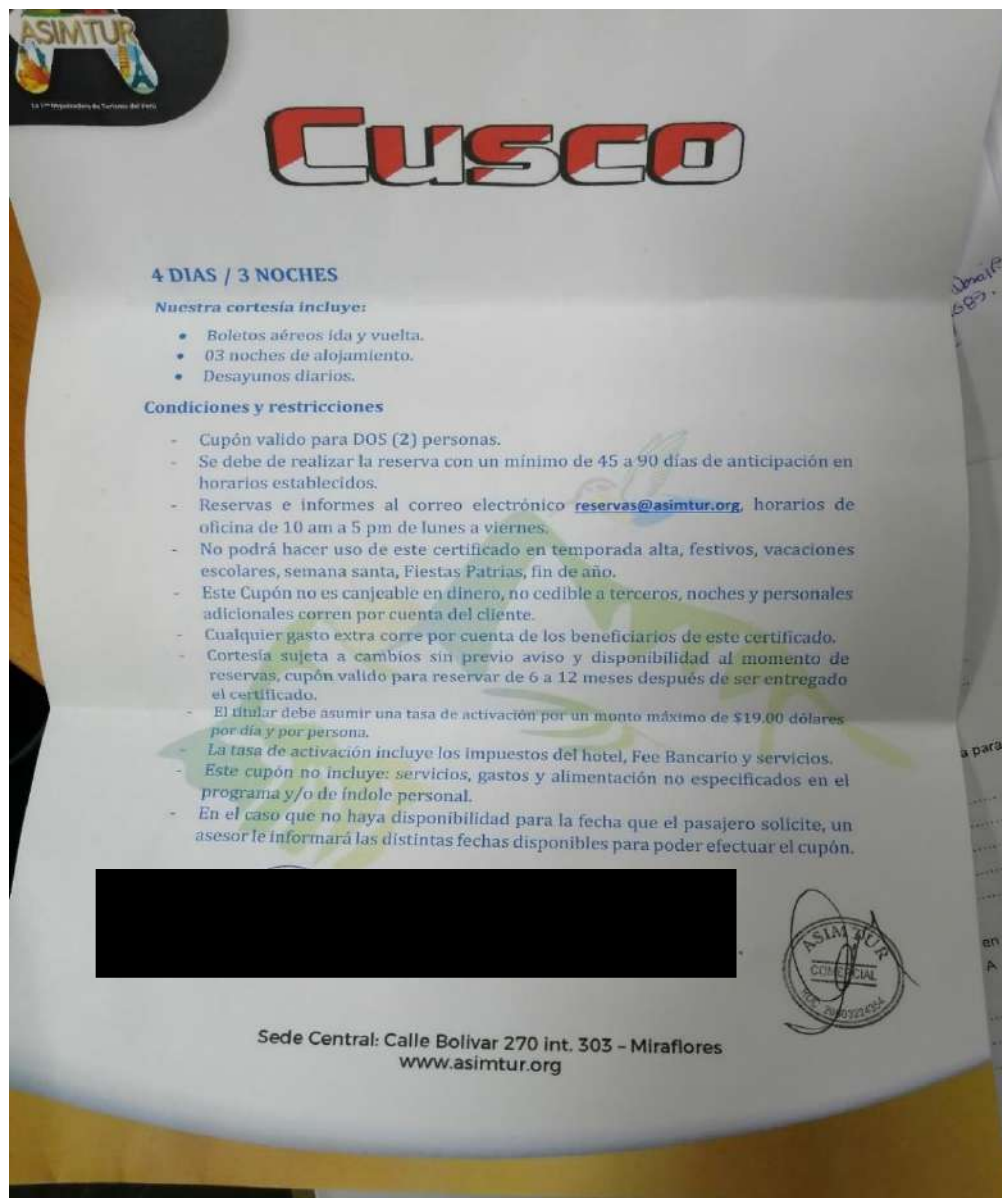 ASIMTUR
La 1ra Organizadora de Turismo del Perú
Cusco
4 DIAS / 3 NOCHES
Nuestra cortesía incluye:
• Boletos aéreos ida y vuelta.
• 03 noches de alojamiento.
• Desayunos diarios.
Condiciones y restricciones
- Cupón valido para DOS (2) personas.
- Se debe de realizar la reserva con un mínimo de 45 a 90 días de anticipación en
horarios establecidos.
- Reservas e informes al correo electrónico reservas@asimtur.org, horarios de
oficina de 10 am a 5 pm de lunes a viernes.
- No podrá hacer uso de este certificado en temporada alta, festivos, vacaciones
escolares, semana santa, Fiestas Patrias, fin de año.
- Este Cupón no es canjeable en dinero, no cedible a terceros, noches y personales
adicionales corren por cuenta del cliente.
- Cualquier gasto extra corre por cuenta de los beneficiarios de este certificado.
- Cortesía sujeta a cambios sin previo aviso y disponibilidad al momento de
reservas, cupón valido para reservar de 6 a 12 meses después de ser entregado
el certificado.
- El titular debe asumir una tasa de activación por un monto máximo de $19.00 dólares
por día y por persona.
- La tasa de activación incluye los impuestos del hotel, Fee Bancario y servicios.
- Este cupón no incluye: servicios, gastos y alimentación no especificados en el
programa y/o de índole personal.
- En el caso que no haya disponibilidad para la fecha que el pasajero solicite, un
asesor le informará las distintas fechas disponibles para poder efectuar el cupón.
ASIMTUR
COMERCIAL
RUC.
Sede Central: Calle Bolivar 270 int. 303 – Miraflores
www.asimtur.org
a para
en
A